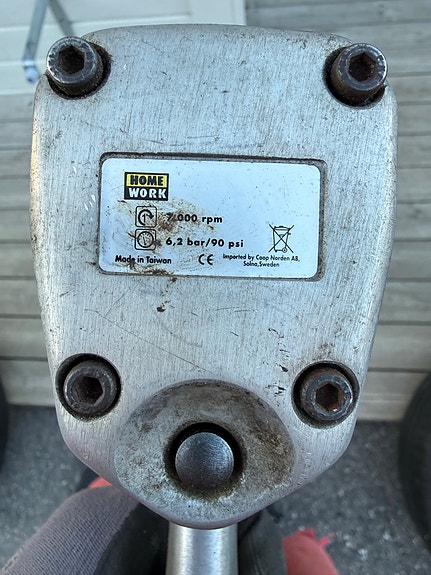 HOME
WORK
7.000 rpm
6,2 bar/90 psi
Made in Taiwan
CE
Imported by Coop Norden AB,
Solna,Sweden